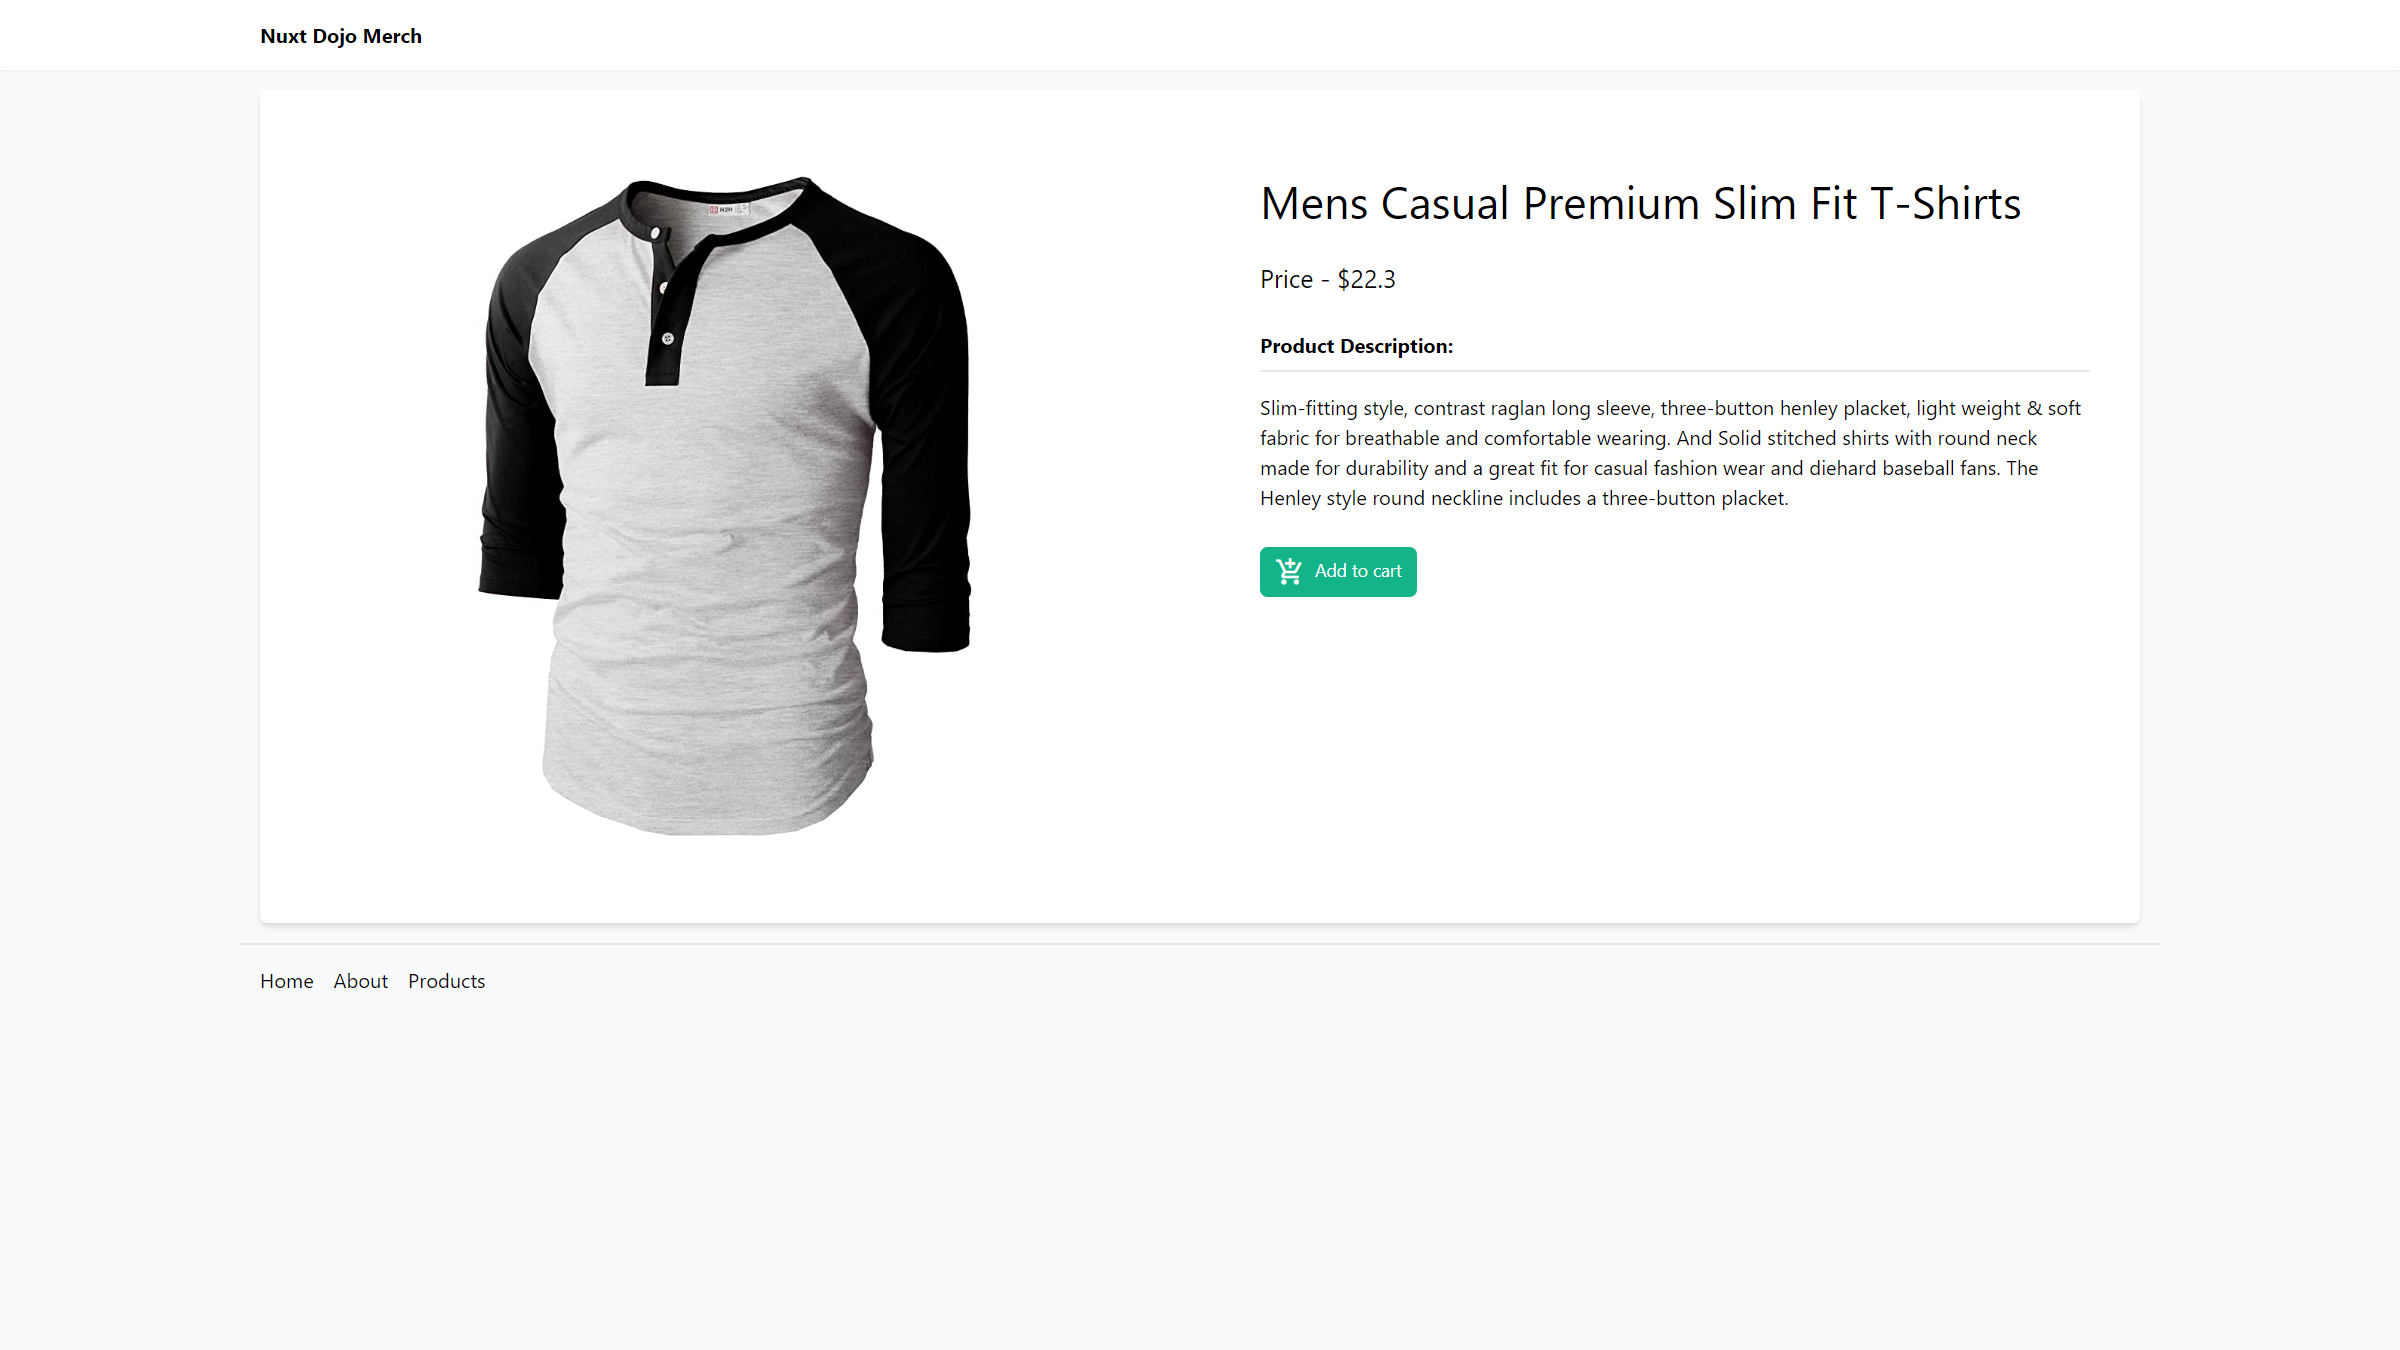 Nuxt Dojo Merch
H2H
Mens Casual Premium Slim Fit T-Shirts
Price - $22.3
Product Description:
Slim-fitting style, contrast raglan long sleeve, three-button henley placket, light weight & soft
fabric for breathable and comfortable wearing. And Solid stitched shirts with round neck
made for durability and a great fit for casual fashion wear and diehard baseball fans. The
Henley style round neckline includes a three-button placket.
Add to cart
Home About Products